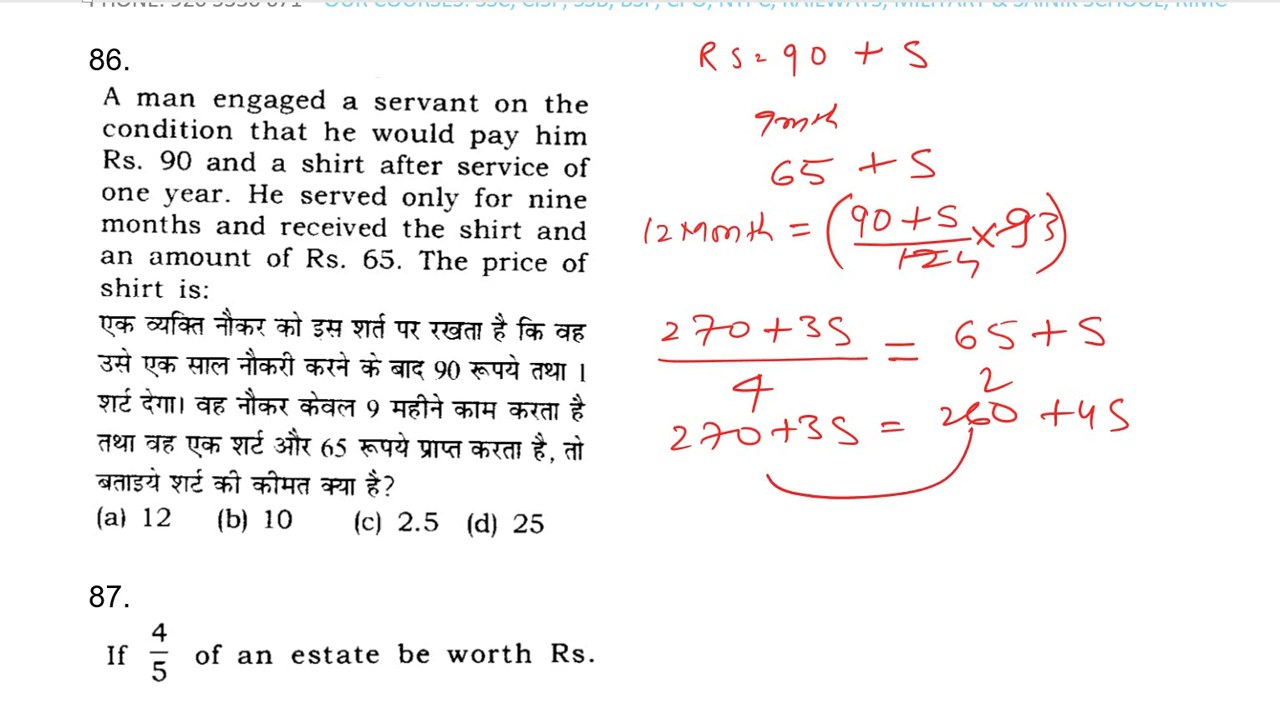 86.
A man engaged a servant on the
condition that he would pay him
Rs. 90 and a shirt after service of
one year. He served only for nine
months and received the shirt and
an amount of Rs. 65. The price of
shirt is:
एक व्यक्ति नौकर को इस शर्त पर रखता है कि वह
उसे एक साल नौकरी करने के बाद 90 रूपये तथा 1
शर्ट देगा। वह नौकर केवल 9 महीने काम करता है
तथा वह एक शर्ट और 65 रूपये प्राप्त करता है, तो
बताइये शर्ट की कीमत क्या है?
(a) 12 (b) 10 (c) 2.5 (d) 25
87.
If 4/5 of an estate be worth Rs.
Rs = 90 + S
9 mth
65 + S
12 Month = (90 + S / 12 4 × 9 3)
270 + 3S / 4 = 65 + S
2
270 + 3S = 260 + 4S